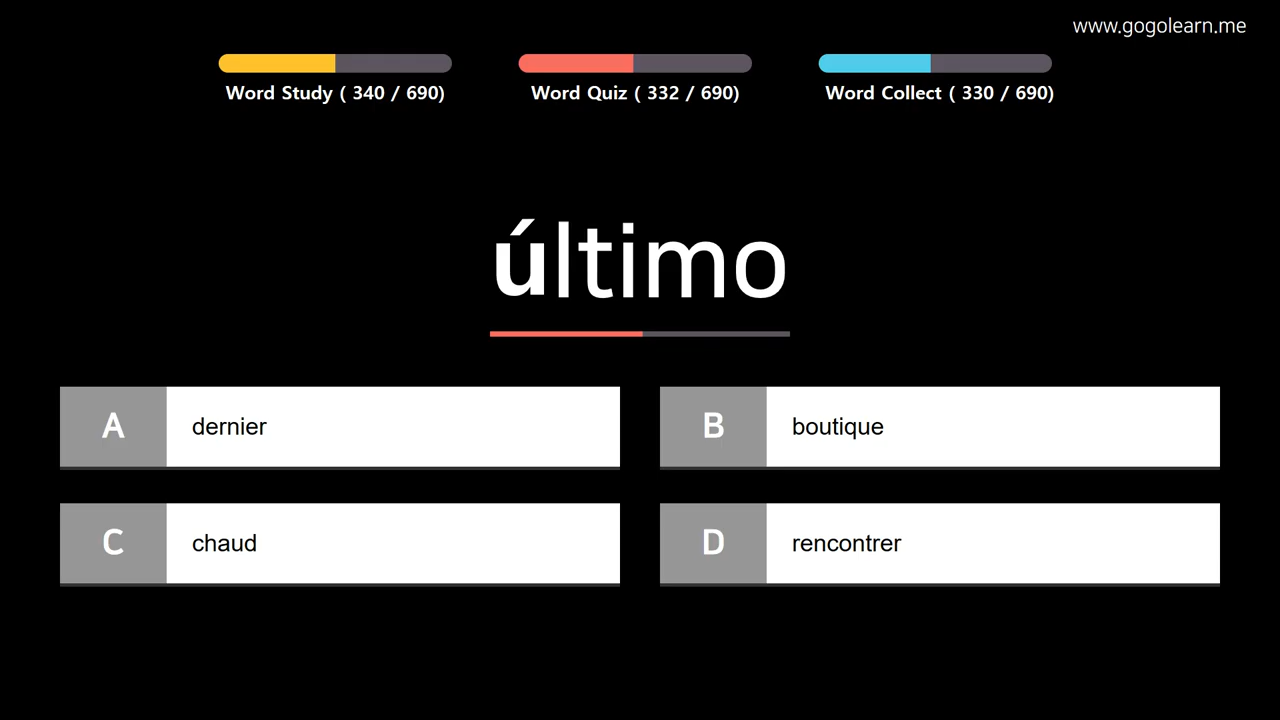 www.gogolearn.me
Word Study ( 340 / 690)
Word Quiz ( 332 / 690)
Word Collect ( 330 / 690)
último
A dernier
B boutique
C chaud
D rencontrer